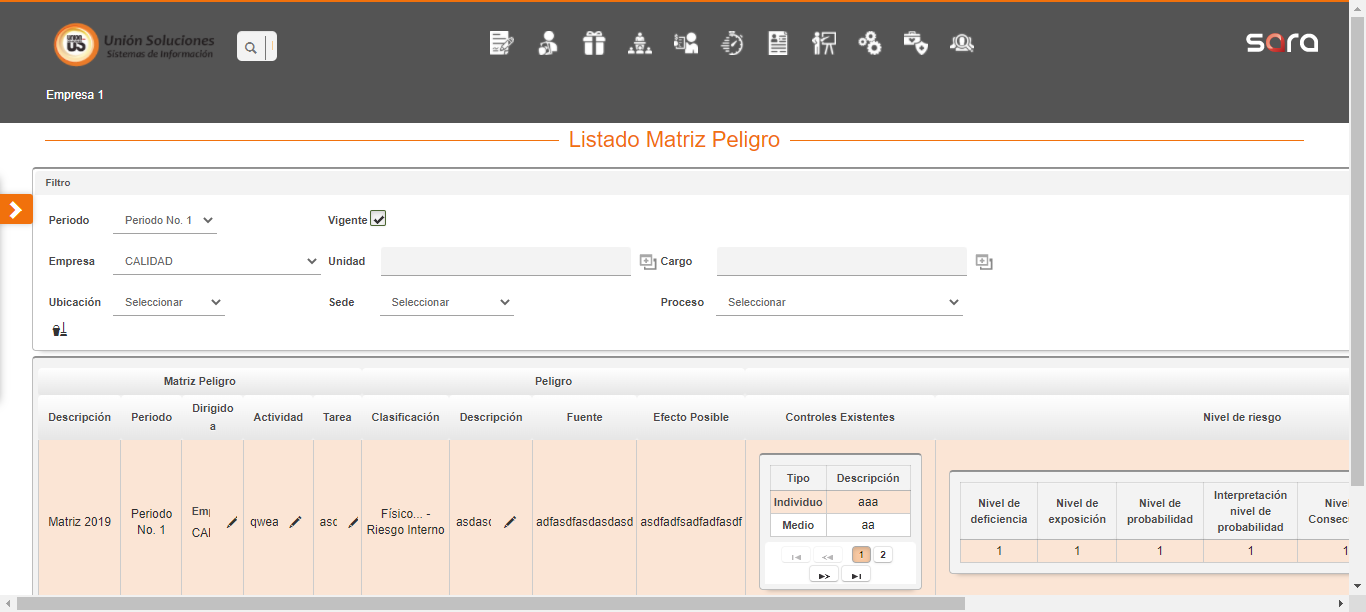 Unión Soluciones
Sistemas de Información
sara
Empresa 1
Listado Matriz Peligro
Filtro
Periodo Periodo No. 1 Vigente
Empresa CALIDAD Unidad Cargo
Ubicación Seleccionar Sede Seleccionar Proceso Seleccionar
Matriz Peligro Peligro
Descripción Periodo Dirigido a Actividad Tarea Clasificación Descripción Fuente Efecto Posible Controles Existentes Nivel de riesgo
Matriz 2019
Periodo
No. 1
Emp
CAI
qwea
asc
Físico... -
Riesgo Interno
asdasc
adfasdfasdasdasd
asdfadfsadfadfasdf
Tipo Descripción
Individuo aaa
Medio aa
1 2
Nivel de
deficiencia
Nivel de
exposición
Nivel de
probabilidad
Interpretación
nivel de
probabilidad
Nive
Consec
1 1 1 1 1